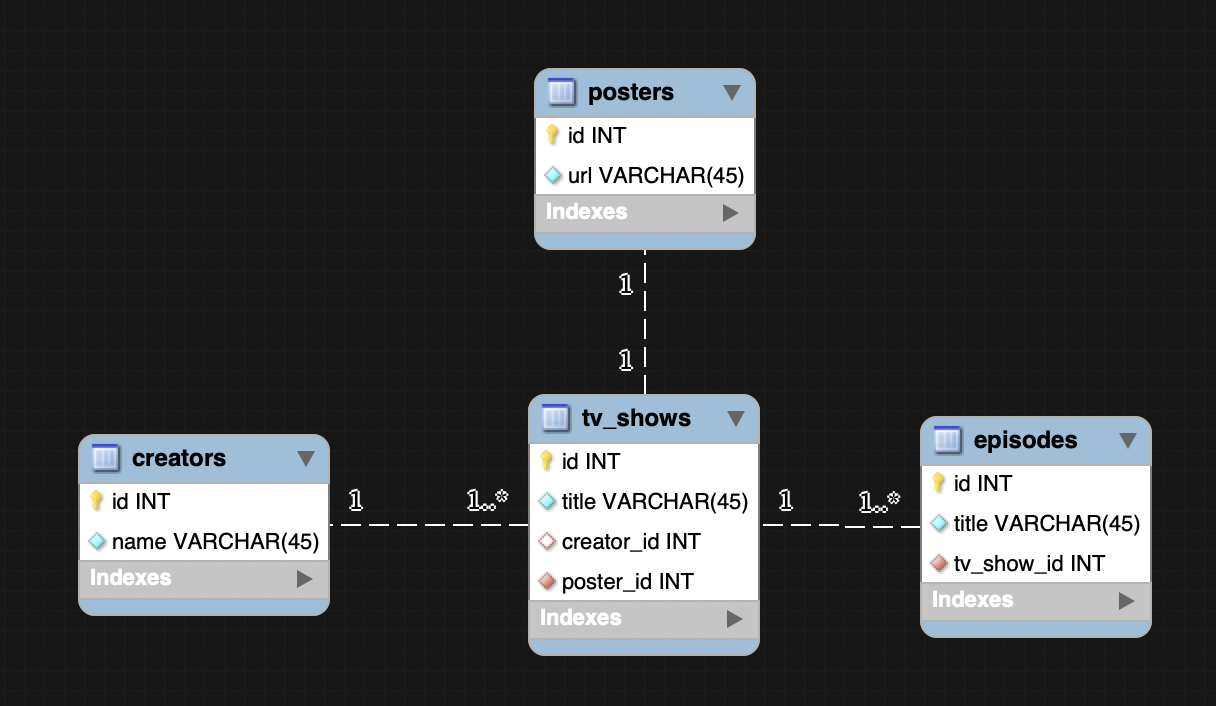 posters
id INT
url VARCHAR(45)
Indexes
1
1
creators
id INT
name VARCHAR(45)
Indexes
1
1..*
tv_shows
id INT
title VARCHAR(45)
creator_id INT
poster_id INT
Indexes
1
1..*
episodes
id INT
title VARCHAR(45)
tv_show_id INT
Indexes